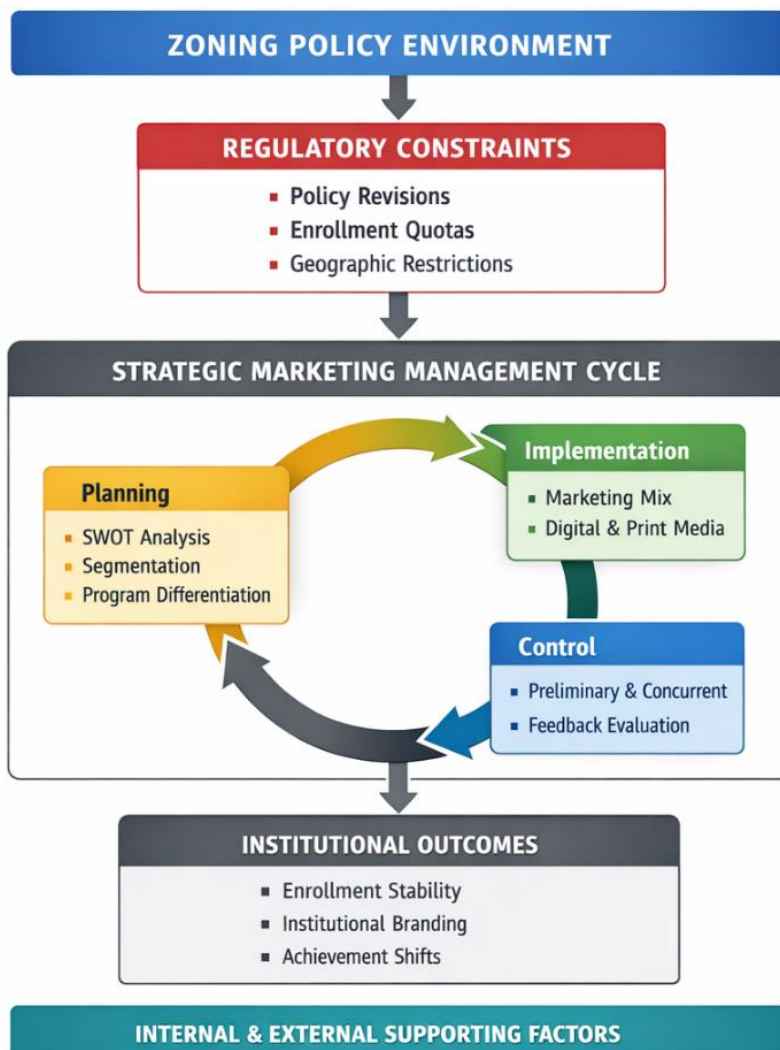 ZONING POLICY ENVIRONMENT
REGULATORY CONSTRAINTS
▪ Policy Revisions
▪ Enrollment Quotas
▪ Geographic Restrictions
STRATEGIC MARKETING MANAGEMENT CYCLE
Planning
▪ SWOT Analysis
▪ Segmentation
▪ Program Differentiation
Implementation
▪ Marketing Mix
▪ Digital & Print Media
Control
▪ Preliminary & Concurrent
▪ Feedback Evaluation
INSTITUTIONAL OUTCOMES
▪ Enrollment Stability
▪ Institutional Branding
▪ Achievement Shifts
INTERNAL & EXTERNAL SUPPORTING FACTORS